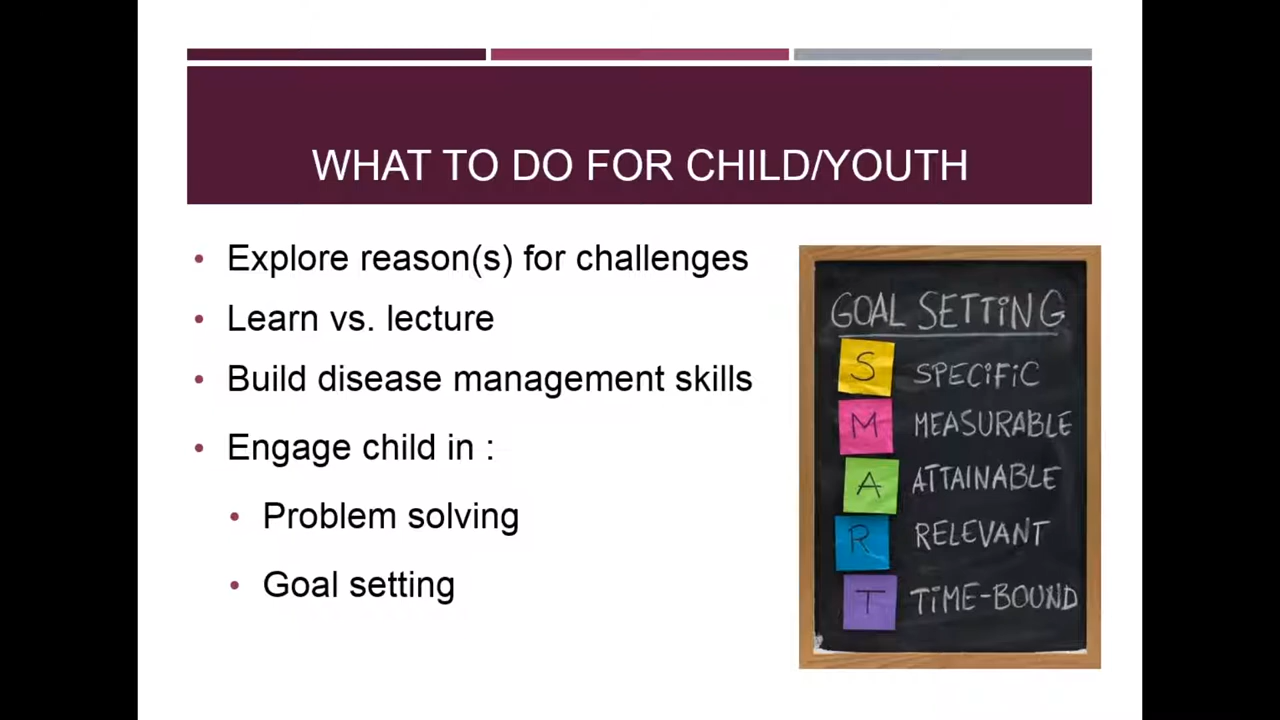 WHAT TO DO FOR CHILD/YOUTH
• Explore reason(s) for challenges
• Learn vs. lecture
• Build disease management skills
• Engage child in :
• Problem solving
• Goal setting
GOAL SETTiNG
S SPECiFiC
M MEASURABLE
A ATTAINABLE
R RELEVANT
T TiME-BOUND